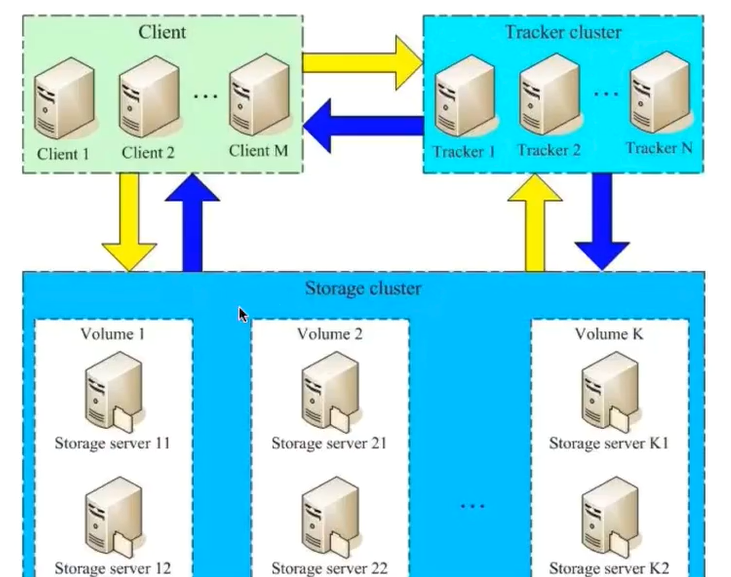 Client
Tracker cluster
...
...
Client 1
Client 2
Client M
Tracker 1
Tracker 2
Tracker N
Storage cluster
Volume 1
Volume 2
Volume K
Storage server 11
Storage server 21
Storage server K1
...
Storage server 12
Storage server 22
Storage server K2